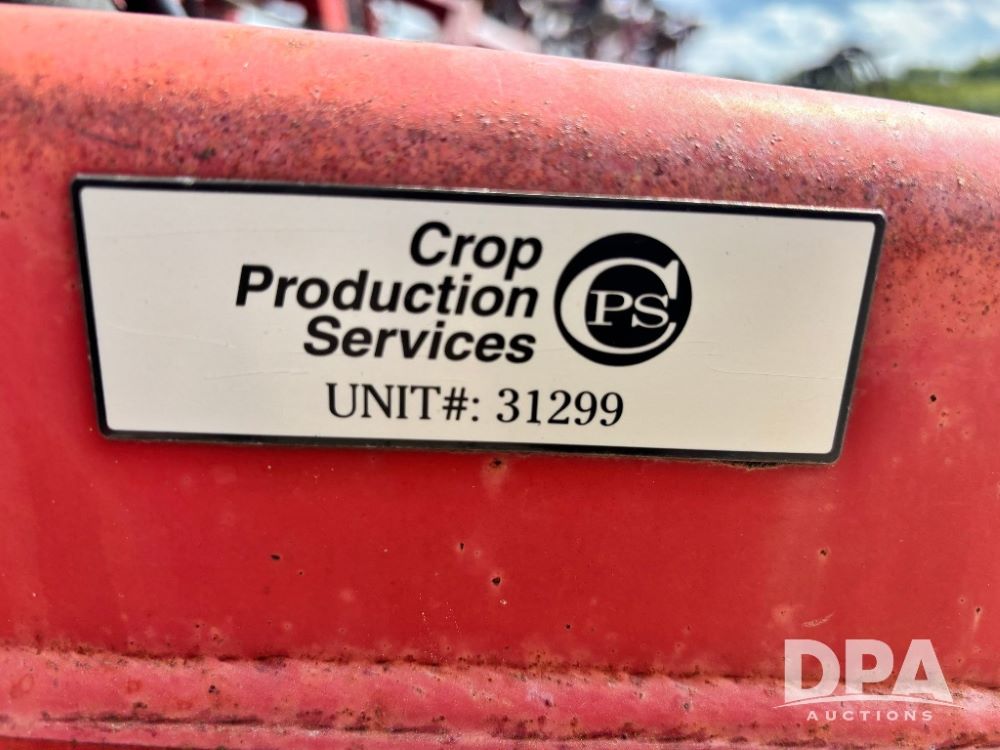 Crop
Production
Services
CPS
UNIT#: 31299
DPA
AUCTIONS